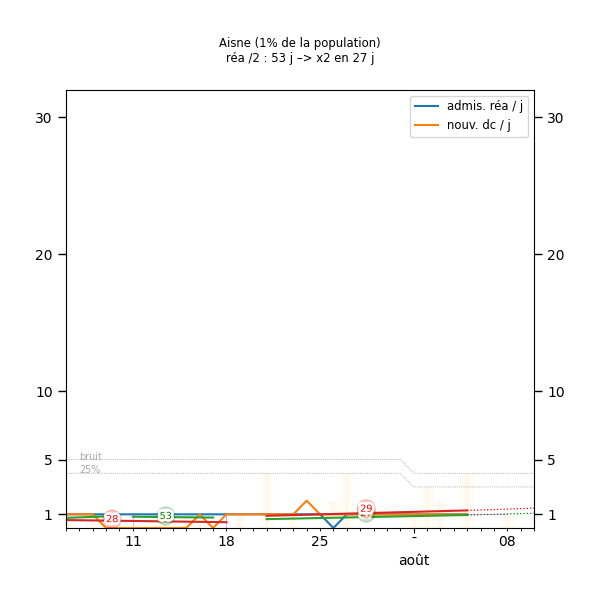 Aisne (1% de la population)
réa /2 : 53 j –> x2 en 27 j
admis. réa / j
nouv. dc / j
30 30
20 20
10 10
5 5
1 1
bruit
25%
28 53 29
11 18 25 - 08
août